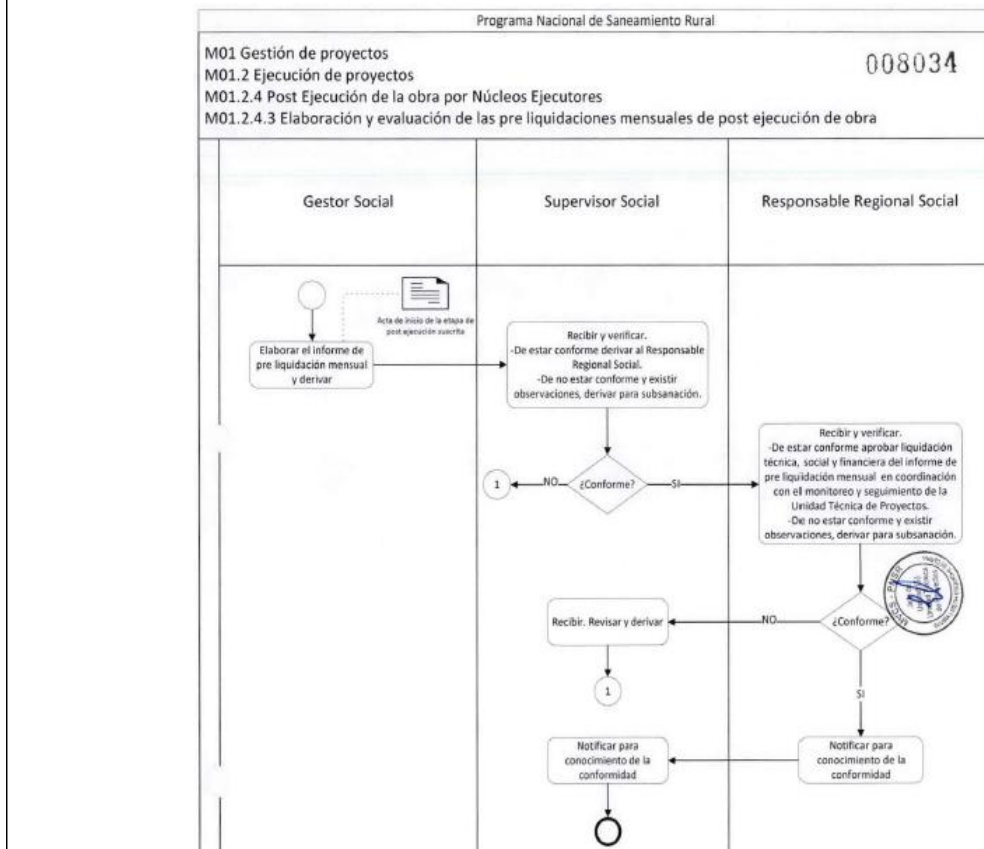 Programa Nacional de Saneamiento Rural
M01 Gestión de proyectos
008034
M01.2 Ejecución de proyectos
M01.2.4 Post Ejecución de la obra por Núcleos Ejecutores
M01.2.4.3 Elaboración y evaluación de las pre liquidaciones mensuales de post ejecución de obra
Gestor Social
Supervisor Social
Responsable Regional Social
Acta de inicio de la etapa de
post ejecución suscrita
Elaborar el informe de
pre liquidación mensual
y derivar
Recibir y verificar.
-De estar conforme derivar al Responsable
Regional Social.
-De no estar conforme y existir
observaciones, derivar para subsanación.
Recibir y verificar.
-De estar conforme aprobar liquidación
técnica, social y financiera del informe de
pre liquidación mensual en coordinación
con el monitoreo y seguimiento de la
Unidad Técnica de Proyectos.
-De no estar conforme y existir
observaciones, derivar para subsanación.
1
NO
¿Conforme?
SI
MVCS - PNSR
Recibir. Revisar y derivar
NO
¿Conforme?
1
SI
Notificar para
conocimiento de la
conformidad
Notificar para
conocimiento de la
conformidad